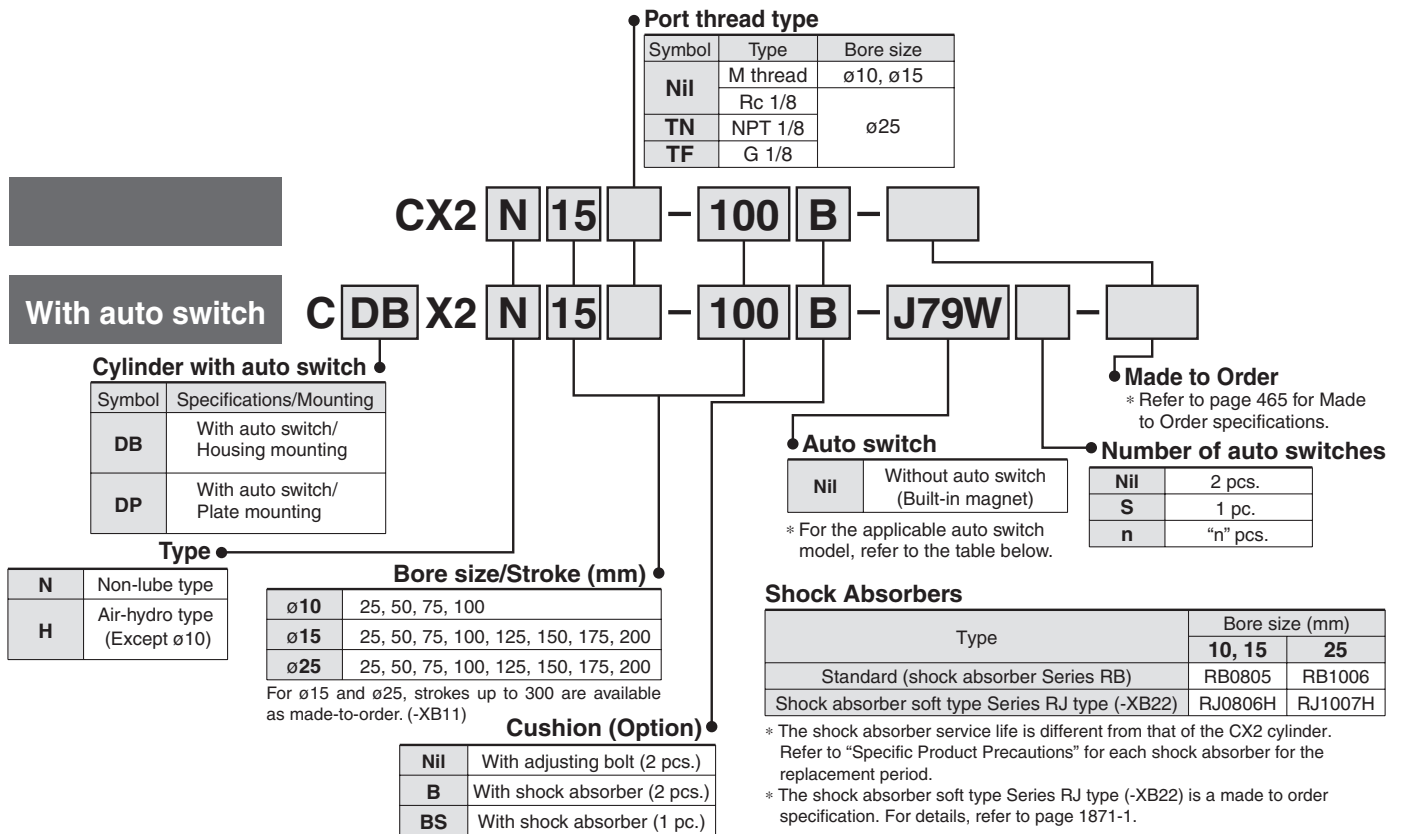 Port thread type
Symbol Type Bore size
Nil M thread ø10, ø15
Rc 1/8 ø25
TN NPT 1/8
TF G 1/8
CX2 N 15 – 100 B –
With auto switch C DB X2 N 15 – 100 B – J79W –
Cylinder with auto switch
Symbol Specifications/Mounting
DB With auto switch/
Housing mounting
DP With auto switch/
Plate mounting
Type
N Non-lube type
H Air-hydro type
(Except ø10)
Bore size/Stroke (mm)
ø10 25, 50, 75, 100
ø15 25, 50, 75, 100, 125, 150, 175, 200
ø25 25, 50, 75, 100, 125, 150, 175, 200
For ø15 and ø25, strokes up to 300 are available
as made-to-order. (-XB11)
Cushion (Option)
Nil With adjusting bolt (2 pcs.)
B With shock absorber (2 pcs.)
BS With shock absorber (1 pc.)
Auto switch
Nil Without auto switch
(Built-in magnet)
* For the applicable auto switch
model, refer to the table below.
Made to Order
* Refer to page 465 for Made
to Order specifications.
Number of auto switches
Nil 2 pcs.
S 1 pc.
n “n” pcs.
Shock Absorbers
Type Bore size (mm)
10, 15 25
Standard (shock absorber Series RB) RB0805 RB1006
Shock absorber soft type Series RJ type (-XB22) RJ0806H RJ1007H
* The shock absorber service life is different from that of the CX2 cylinder.
Refer to “Specific Product Precautions” for each shock absorber for the
replacement period.
* The shock absorber soft type Series RJ type (-XB22) is a made to order
specification. For details, refer to page 1871-1.